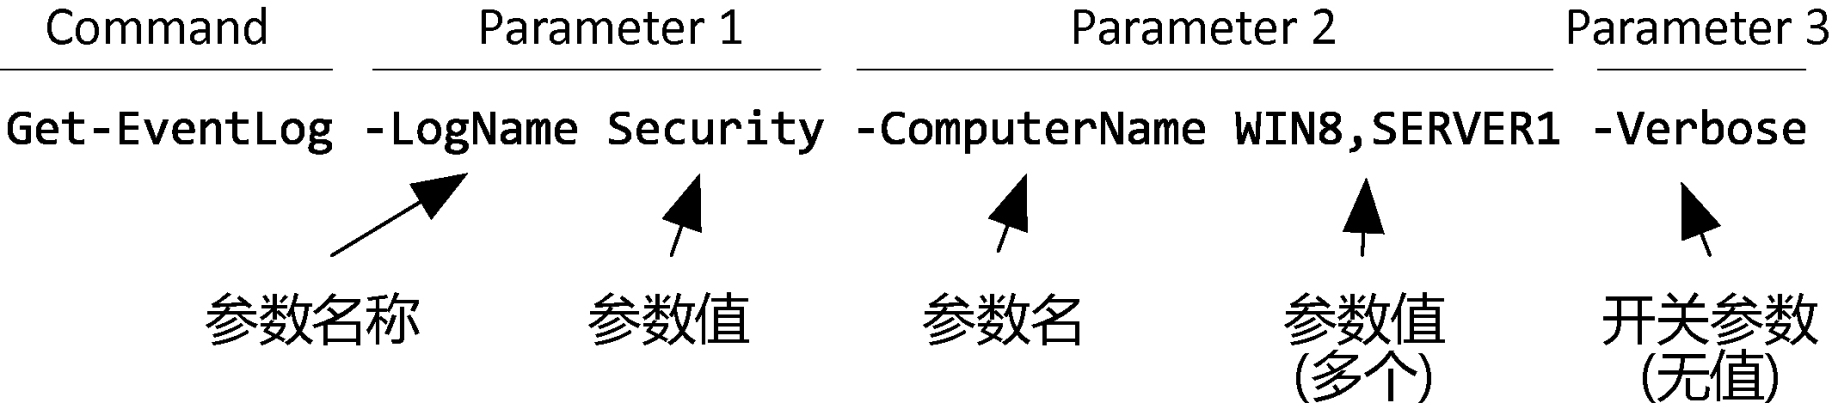 Command Parameter 1 Parameter 2 Parameter 3
Get-EventLog -LogName Security -ComputerName WIN8,SERVER1 -Verbose
参数名称 参数值 参数名 参数值 开关参数
(多个) (无值)